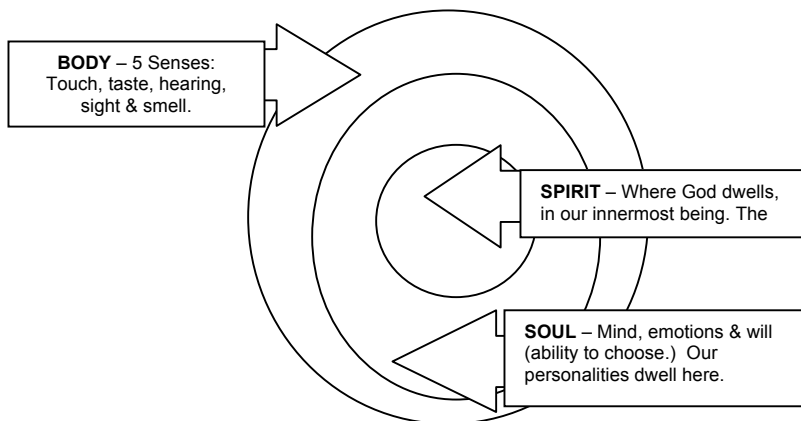 BODY – 5 Senses:
Touch, taste, hearing,
sight & smell.
SPIRIT – Where God dwells,
in our innermost being. The
SOUL – Mind, emotions & will
(ability to choose.) Our
personalities dwell here.